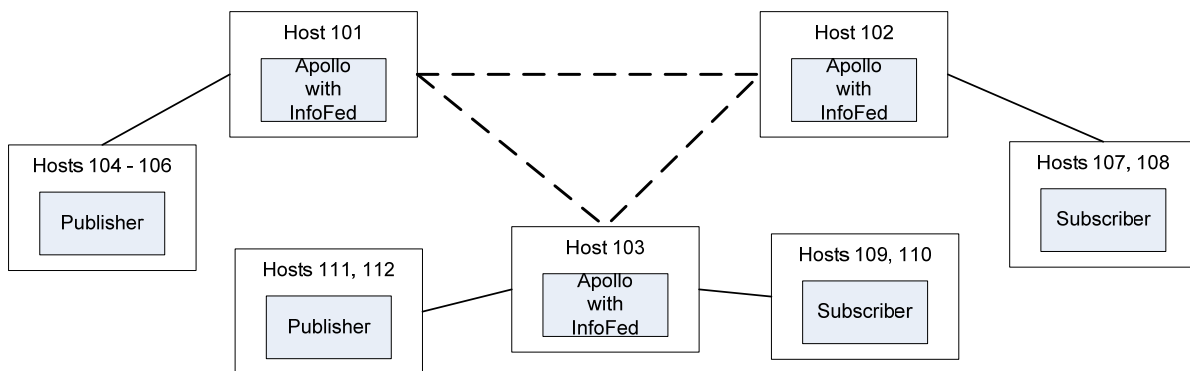 Host 101
Apollo
with
InfoFed
Host 102
Apollo
with
InfoFed
Hosts 104 - 106
Publisher
Hosts 107, 108
Subscriber
Host 103
Apollo
with
InfoFed
Hosts 111, 112
Publisher
Hosts 109, 110
Subscriber